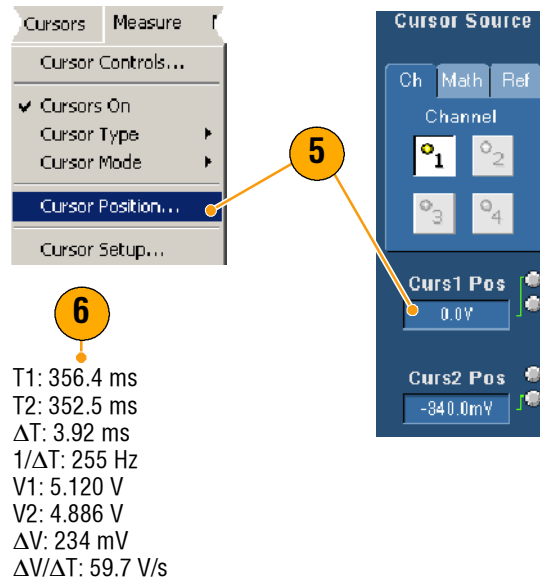 Cursors Measure
Cursor Controls...
✓ Cursors On
Cursor Type
Cursor Mode
Cursor Position...
Cursor Setup...
5
Cursor Source
Ch Math Ref
Channel
1 2
3 4
Curs1 Pos
0.0V
Curs2 Pos
-340.0mV
6
T1: 356.4 ms
T2: 352.5 ms
ΔT: 3.92 ms
1/ΔT: 255 Hz
V1: 5.120 V
V2: 4.886 V
ΔV: 234 mV
ΔV/ΔT: 59.7 V/s